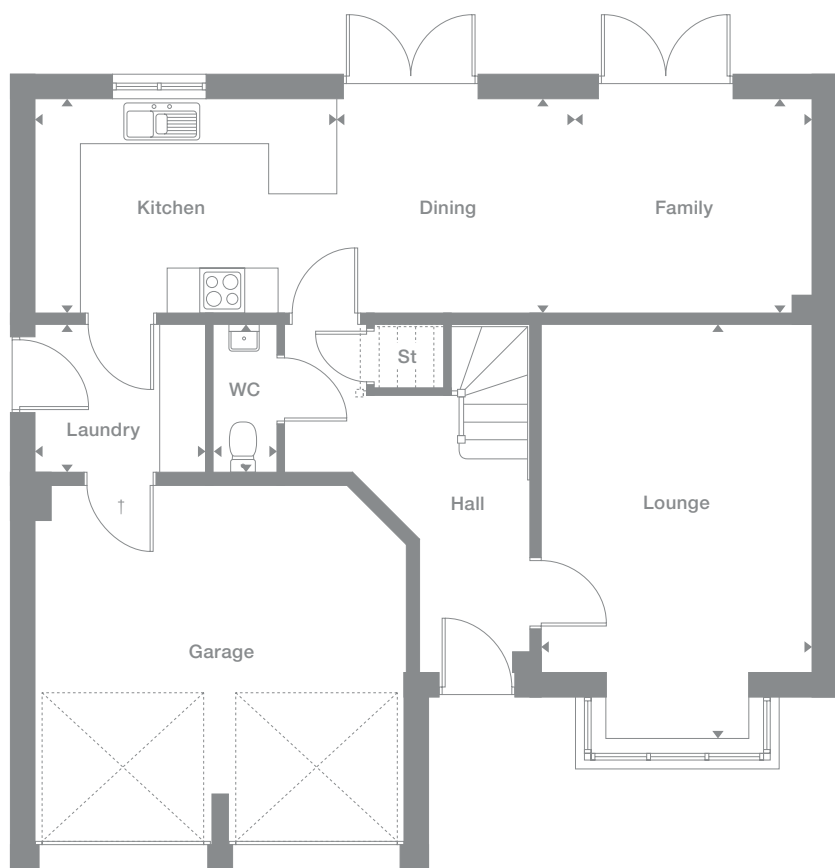 Kitchen
Dining
Family
St
WC
Laundry
Hall
Lounge
†
Garage